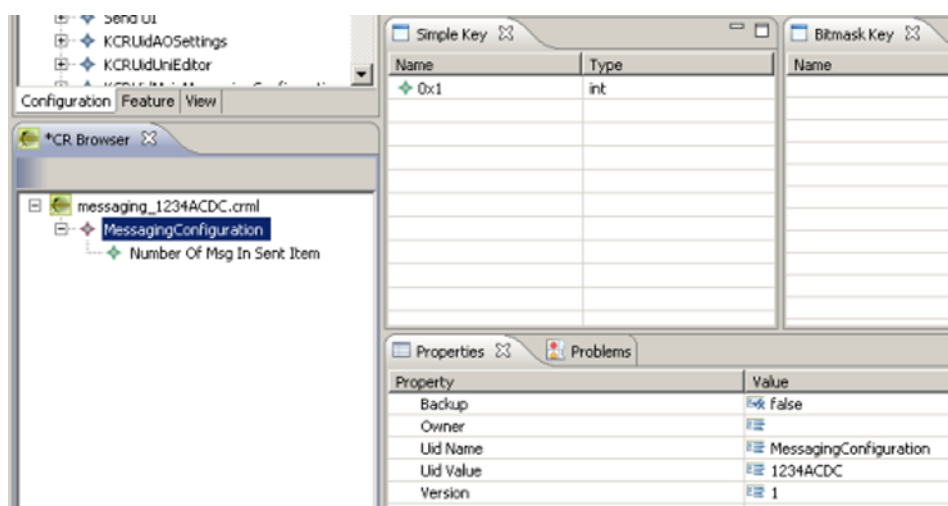 Send UI
KCRUidAOSettings
KCRUidUniEditor
Configuration Feature View
*CR Browser
messaging_1234ACDC.crml
MessagingConfiguration
Number Of Msg In Sent Item
Simple Key
Name Type
0x1 int
Bitmask Key
Name
Properties Problems
Property Value
Backup false
Owner
Uid Name MessagingConfiguration
Uid Value 1234ACDC
Version 1